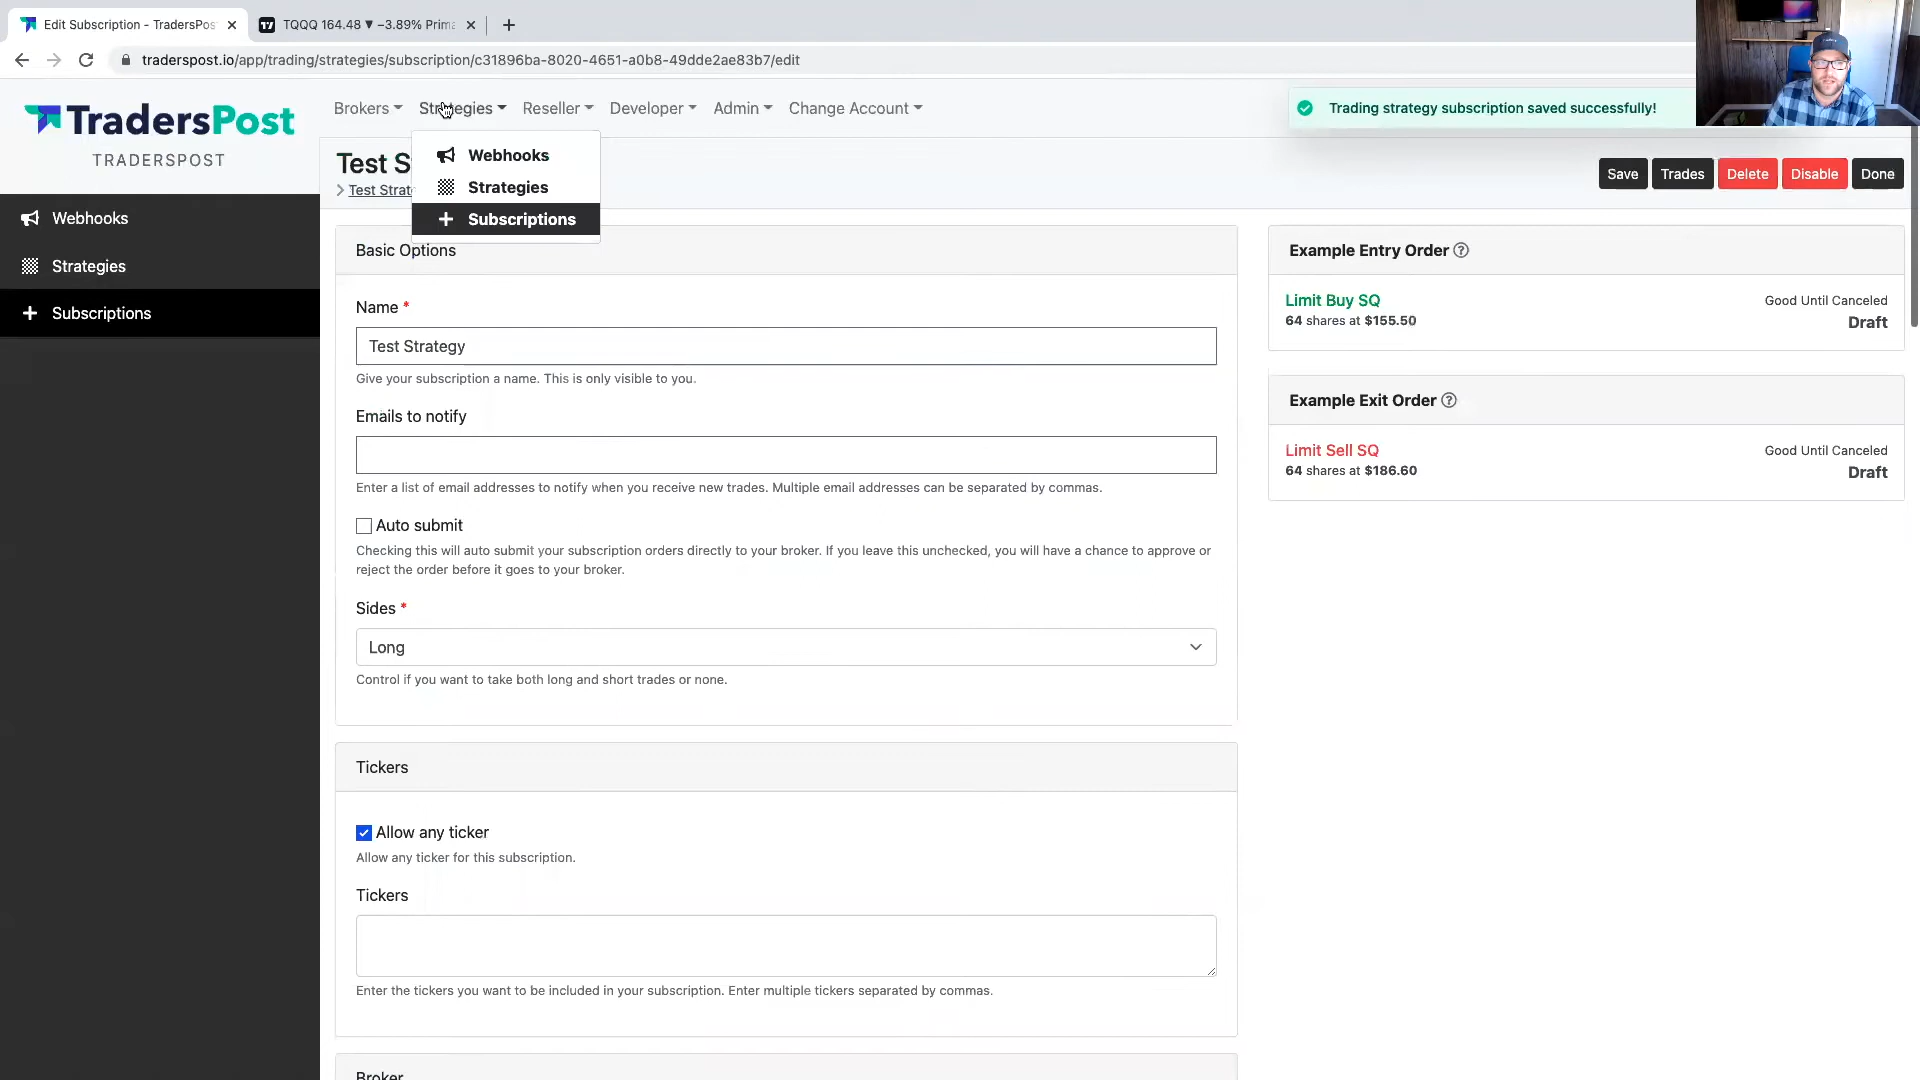 Edit Subscription - TradersPos
TQQQ 164.48 ▼ −3.89% Prima
traderspost.io/app/trading/strategies/subscription/c31896ba-8020-4651-a0b8-49dde2ae83b7/edit
TradersPost
TRADERSPOST
Brokers
Strategies
Reseller
Developer
Admin
Change Account
Trading strategy subscription saved successfully!
Webhooks
Strategies
Subscriptions
Test S
Test Strat
Save
Trades
Delete
Disable
Done
Webhooks
Strategies
Subscriptions
Basic Options
Name *
Test Strategy
Give your subscription a name. This is only visible to you.
Emails to notify
Enter a list of email addresses to notify when you receive new trades. Multiple email addresses can be separated by commas.
Auto submit
Checking this will auto submit your subscription orders directly to your broker. If you leave this unchecked, you will have a chance to approve or
reject the order before it goes to your broker.
Sides *
Long
Control if you want to take both long and short trades or none.
Tickers
Allow any ticker
Allow any ticker for this subscription.
Tickers
Enter the tickers you want to be included in your subscription. Enter multiple tickers separated by commas.
Broker
Example Entry Order
Limit Buy SQ
Good Until Canceled
64 shares at $155.50
Draft
Example Exit Order
Limit Sell SQ
Good Until Canceled
64 shares at $186.60
Draft